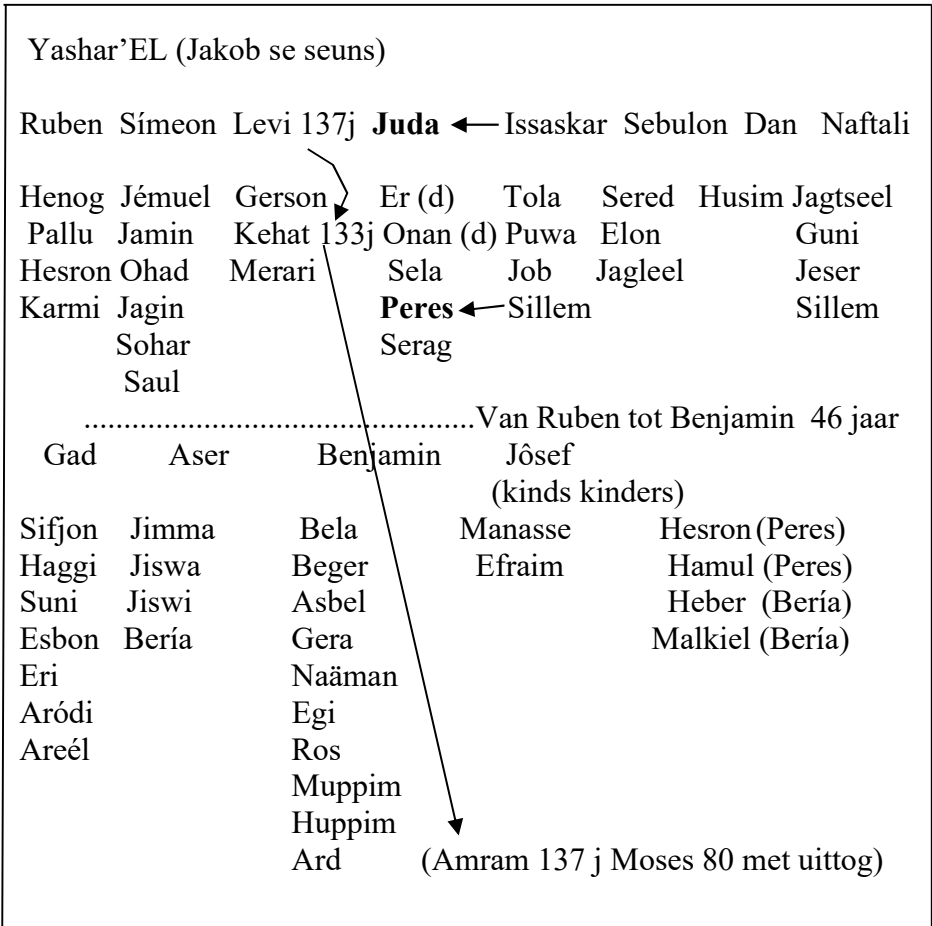 Yashar’EL (Jakob se seuns)
Ruben Símeon Levi 137j Juda Issaskar Sebulon Dan Naftali
Henog Jémuel Gerson Er (d) Tola Sered Husim Jagtseel
Pallu Jamin Kehat 133j Onan (d) Puwa Elon Guni
Hesron Ohad Merari Sela Job Jagleel Jeser
Karmi Jagin Peres Sillem Sillem
Sohar Serag
Saul
................................................Van Ruben tot Benjamin 46 jaar
Gad Aser Benjamin Jôsef
(kinds kinders)
Sifjon Jimma Bela Manasse Hesron (Peres)
Haggi Jiswa Beger Efraim Hamul (Peres)
Suni Jiswi Asbel Heber (Bería)
Esbon Bería Gera Malkiel (Bería)
Eri Naäman
Aródi Egi
Areél Ros
Muppim
Huppim
Ard (Amram 137 j Moses 80 met uittog)